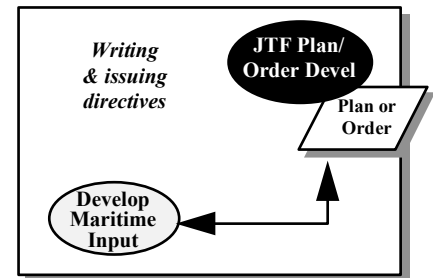 Writing
& issuing
directives
JTF Plan/
Order Devel
Plan or
Order
Develop
Maritime
Input